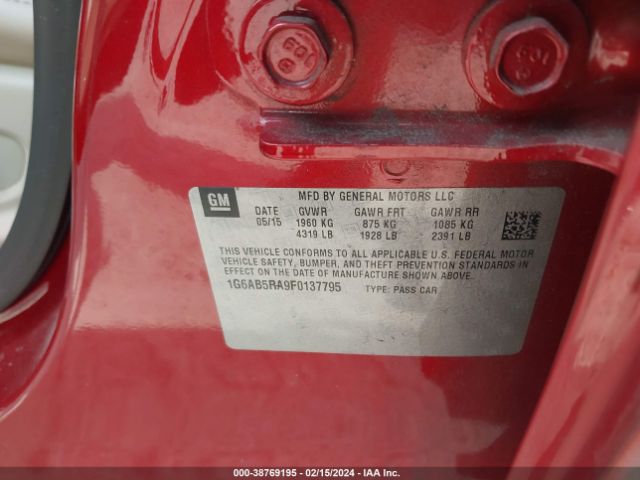 109
109
GM
MFD BY GENERAL MOTORS LLC
DATE GVWR GAWR FRT GAWR RR
05/15 1960 KG 875 KG 1085 KG
4319 LB 1928 LB 2391 LB
THIS VEHICLE CONFORMS TO ALL APPLICABLE U.S. FEDERAL MOTOR
VEHICLE SAFETY, BUMPER, AND THEFT PREVENTION STANDARDS IN
EFFECT ON THE DATE OF MANUFACTURE SHOWN ABOVE.
1G6AB5RA9F0137795 TYPE: PASS CAR
000-38769195 - 02/15/2024 - IAA Inc.